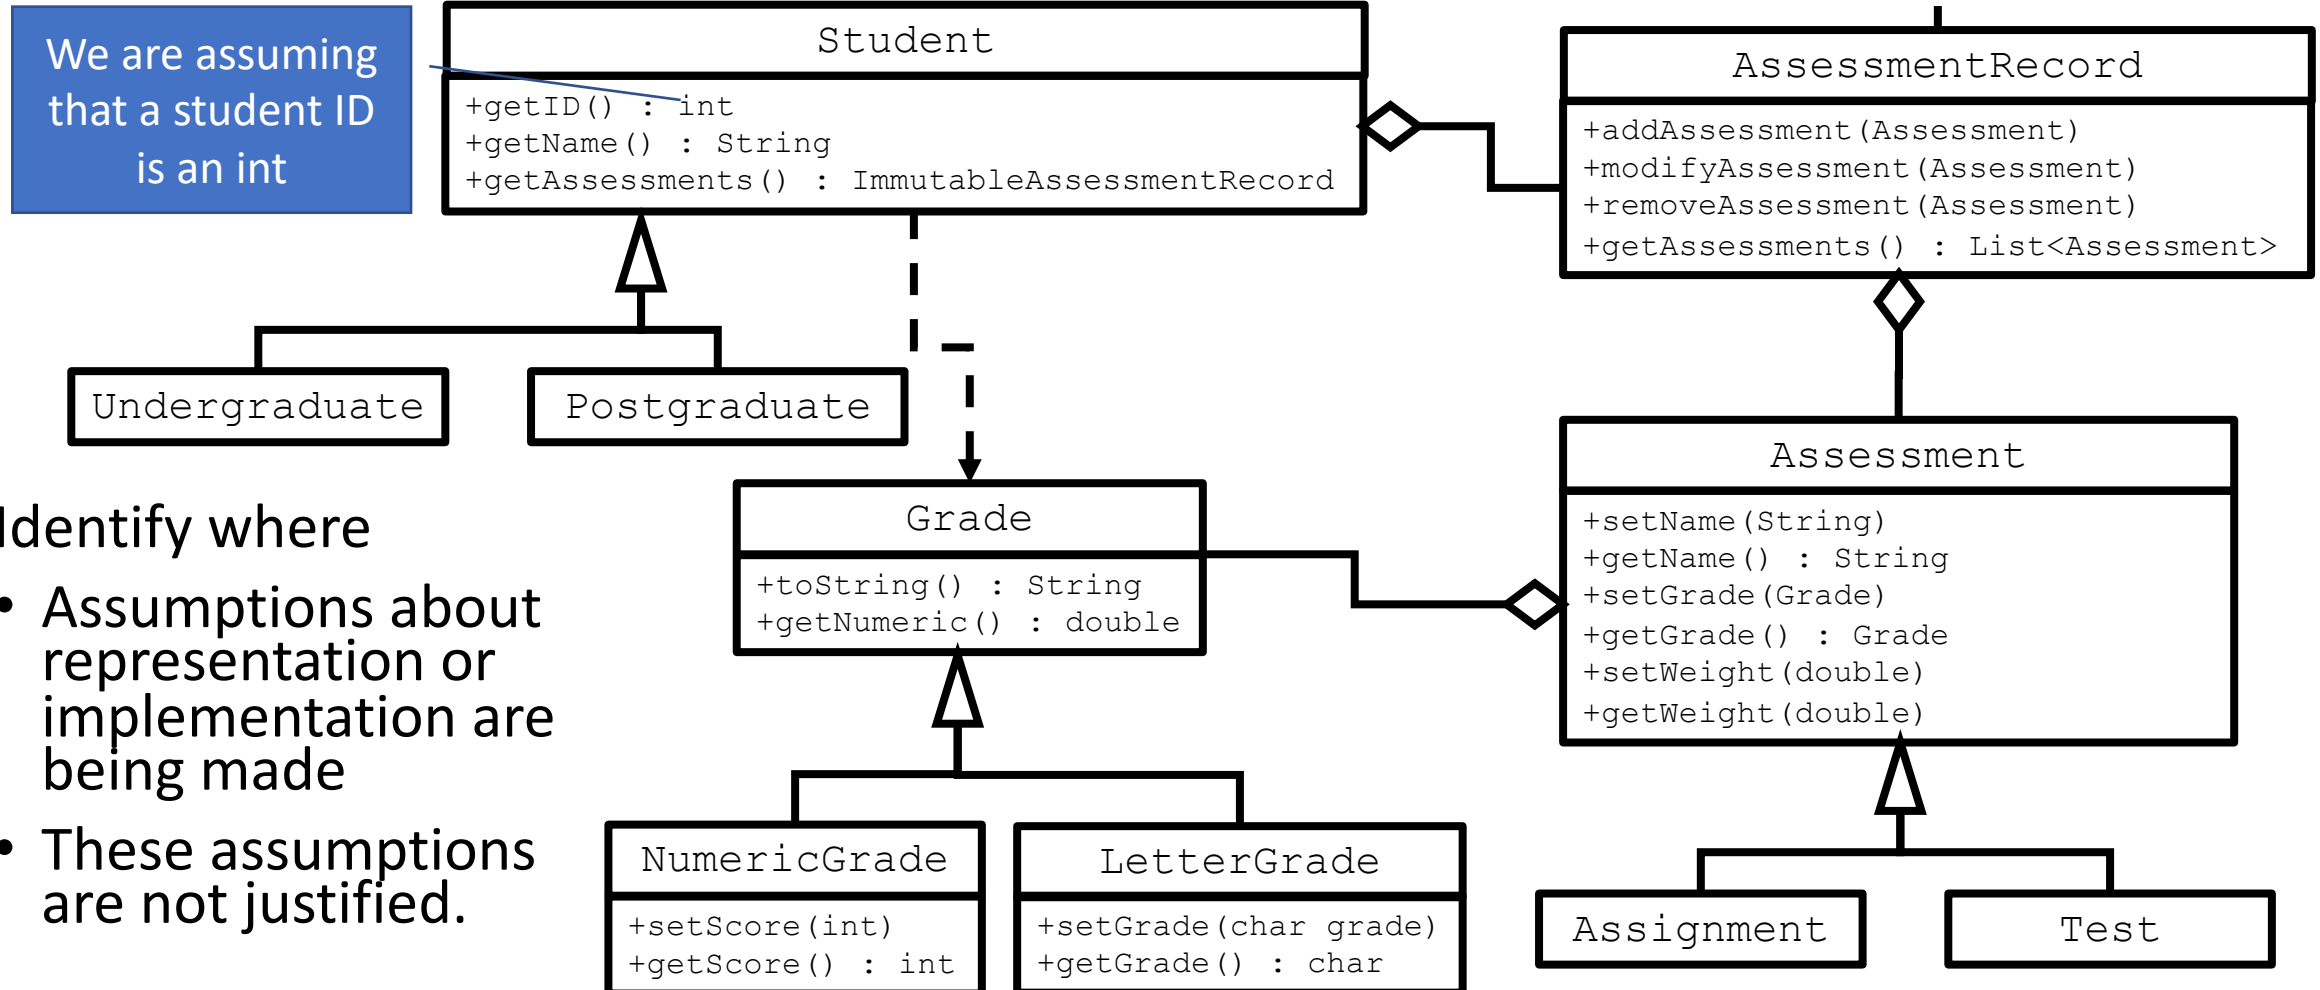 We are assuming
that a student ID
is an int
Student
+getID() : int
+getName() : String
+getAssessments() : ImmutableAssessmentRecord
AssessmentRecord
+addAssessment(Assessment)
+modifyAssessment(Assessment)
+removeAssessment(Assessment)
+getAssessments() : List<Assessment>
Undergraduate
Postgraduate
Identify where
• Assumptions about
representation or
implementation are
being made
• These assumptions
are not justified.
Grade
+toString() : String
+getNumeric() : double
Assessment
+setName(String)
+getName() : String
+setGrade(Grade)
+getGrade() : Grade
+setWeight(double)
+getWeight(double)
NumericGrade
+setScore(int)
+getScore() : int
LetterGrade
+setGrade(char grade)
+getGrade() : char
Assignment
Test